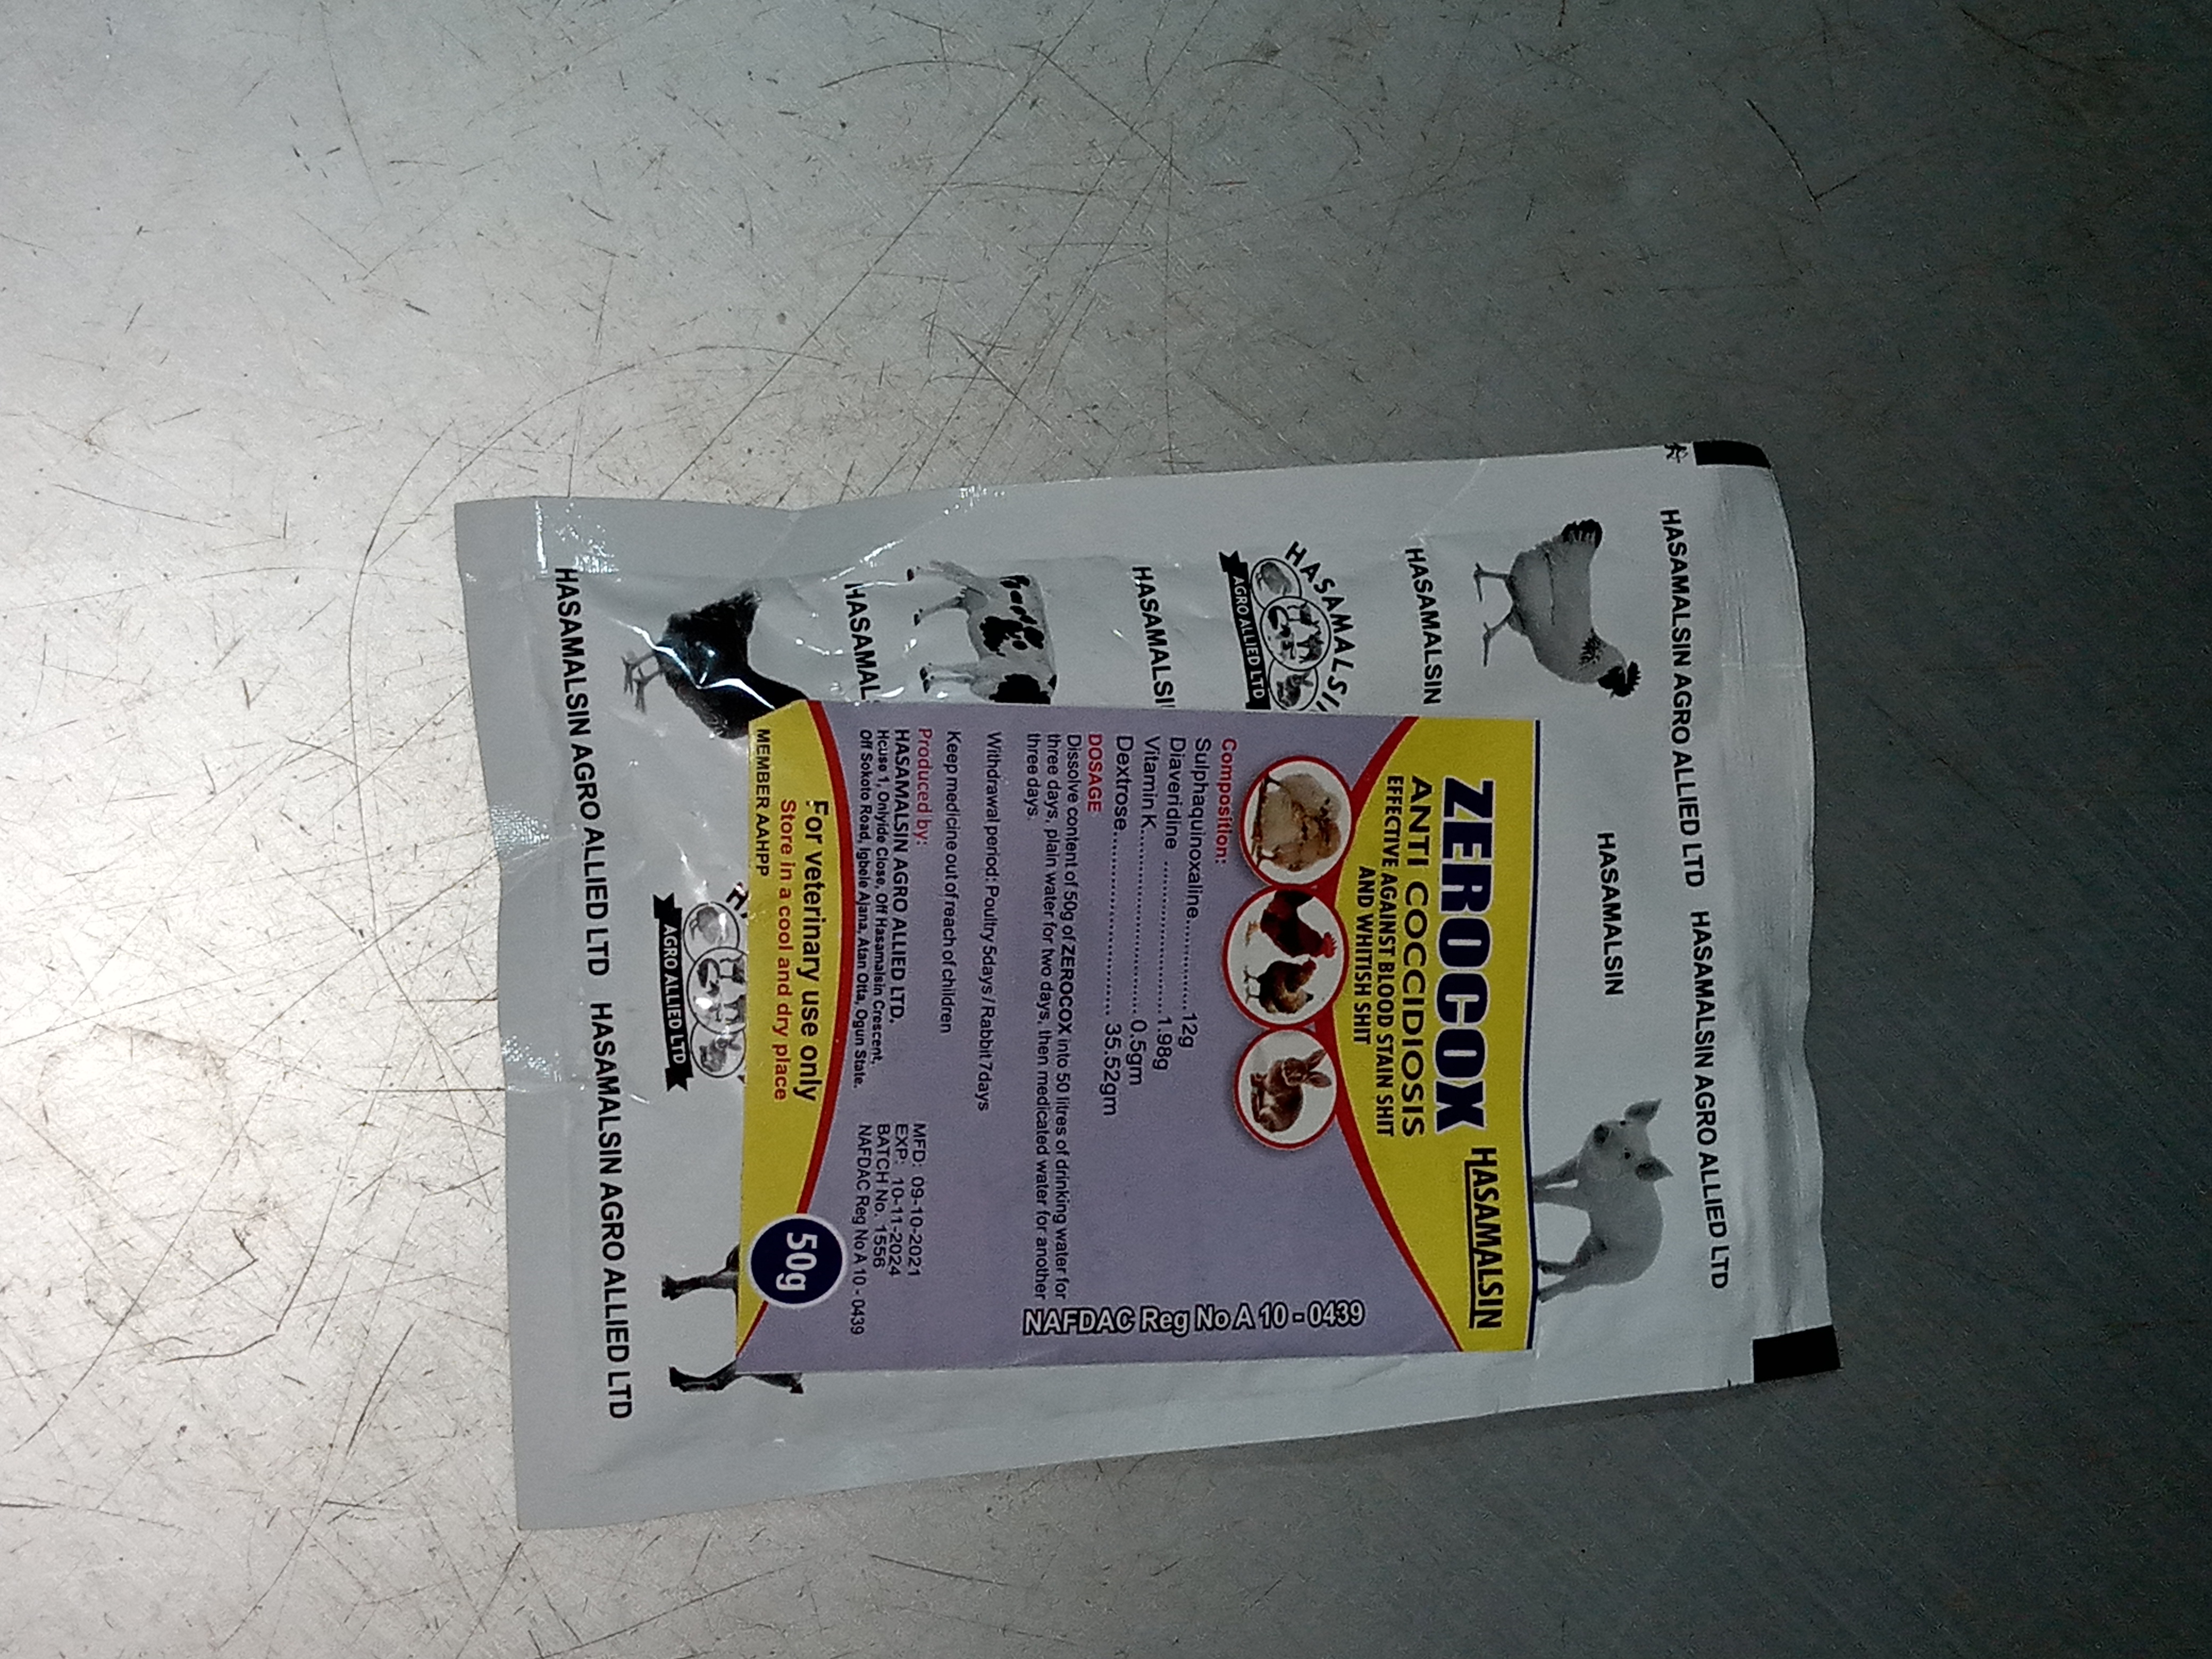 HASAMALSIN AGRO ALLIED LTD HASAMALSIN AGRO ALLIED LTD
HASAMALSIN
HASAMALSIN
HASAMALSIN
AGRO ALLIED LTD
HASAMALSI
HASAMAL
ZEROCOX HASAMALSIN
ANTI COCCIDIOSIS
EFFECTIVE AGAINST BLOOD STAIN SHIT
AND WHITISH SHIT
NAFDAC Reg No A 10 - 0439
Composition:
Sulphaquinoxaline...............12g
Diaveridine .........................1.98g
Vitamin K.............................. 0.5gm
Dextrose.............................. 35.52gm
DOSAGE
Dissolve content of 50g of ZEROCOX into 50 litres of drinking water for
three days, plain water for two days, then medicated water for another
three days.
Withdrawal period: Poultry 5days / Rabbit 7days
Keep medicine out of reach of children
Produced by:
HASAMALSIN AGRO ALLIED LTD.
House 1, Onlyide Close, Off Hasamalsin Crescent,
Off Sokoto Road, Igbele Ajana, Atan Otta, Ogun State.
MFD: 09-10-2021
EXP: 10-11-2024
BATCH No. 1556
NAFDAC Reg No A 10 - 0439
For veterinary use only
Store in a cool and dry place
MEMBER AAHPP
50g
AGRO ALLIED LTD
HASAMALSIN AGRO ALLIED LTD HASAMALSIN AGRO ALLIED LTD